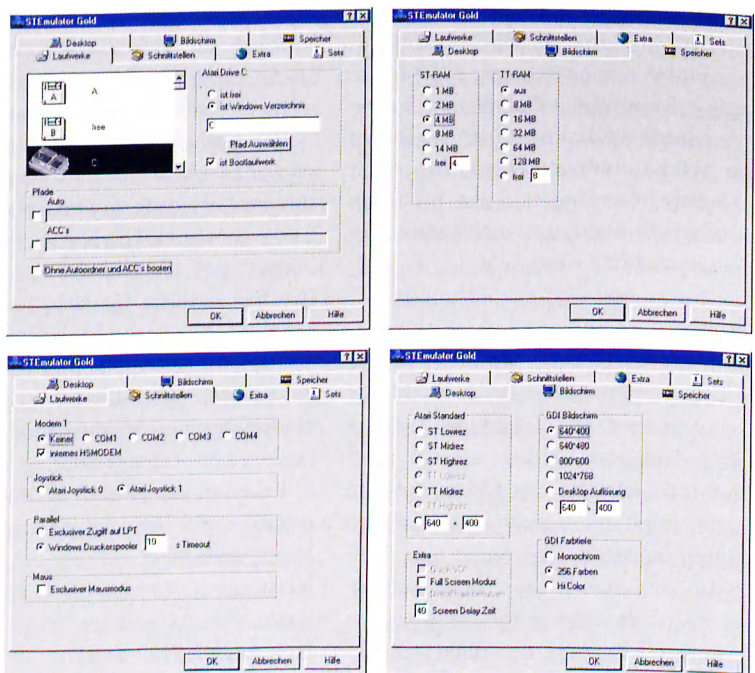 STEmulator Gold
Desktop Bildschirm Speicher
Laufwerke Schnittstellen Extra Sets
A A:
B free
C
Atari Drive C:
ist frei
ist Windows Verzeichnis
C
Pfad Auswählen
ist Bootlaufwerk
Pfade
Auto
ACC's
Ohne Autoordner und ACC's booten
OK Abbrechen Hilfe
STEmulator Gold
Laufwerke Schnittstellen Extra Sets
Desktop Bildschirm Speicher
ST-RAM
1 MB
2 MB
4 MB
8 MB
14 MB
frei 4
TT-RAM
aus
8 MB
16 MB
32 MB
64 MB
128 MB
frei 8
OK Abbrechen Hilfe
STEmulator Gold
Desktop Bildschirm Speicher
Laufwerke Schnittstellen Extra Sets
Modem 1
Keines COM1 COM2 COM3 COM4
internes HSMODEM
Joystick
Atari Joystick 0 Atari Joystick 1
Parallel
Exclusiver Zugriff auf LPT
Windows Druckerspooler 10 s Timeout
Maus
Exclusiver Mausmodus
OK Abbrechen Hilfe
STEmulator Gold
Laufwerke Schnittstellen Extra Sets
Desktop Bildschirm Speicher
Atari Standard
ST Lowrez
ST Midrez
ST Highrez
TT Lowrez
TT Midrez
TT Highrez
640 400
GDI Bildschirm
640*400
640*480
800*600
1024*768
Desktop Auflösung
640 x 400
GDI Farbtiefe
Monochrom
256 Farben
Hi Color
Extra
Full Screen Modus
40 Screen Delay Zeit
OK Abbrechen Hilfe